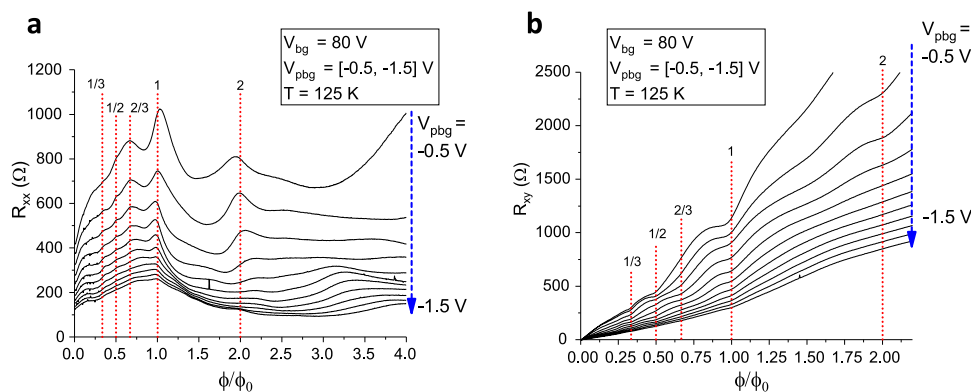 a
V_bg = 80 V
V_pbg = [-0.5, -1.5] V
T = 125 K
1200
1000
800
600
400
200
0
R_xx (Ω)
1/3
1/2
2/3
1
2
V_pbg =
-0.5 V
-1.5 V
0.0
0.5
1.0
1.5
2.0
2.5
3.0
3.5
4.0
ϕ/ϕ_0
b
V_bg = 80 V
V_pbg = [-0.5, -1.5] V
T = 125 K
V_pbg =
-0.5 V
2500
2000
1500
1000
500
0
R_xy (Ω)
1/3
1/2
2/3
1
2
-1.5 V
0.00
0.25
0.50
0.75
1.00
1.25
1.50
1.75
2.00
ϕ/ϕ_0